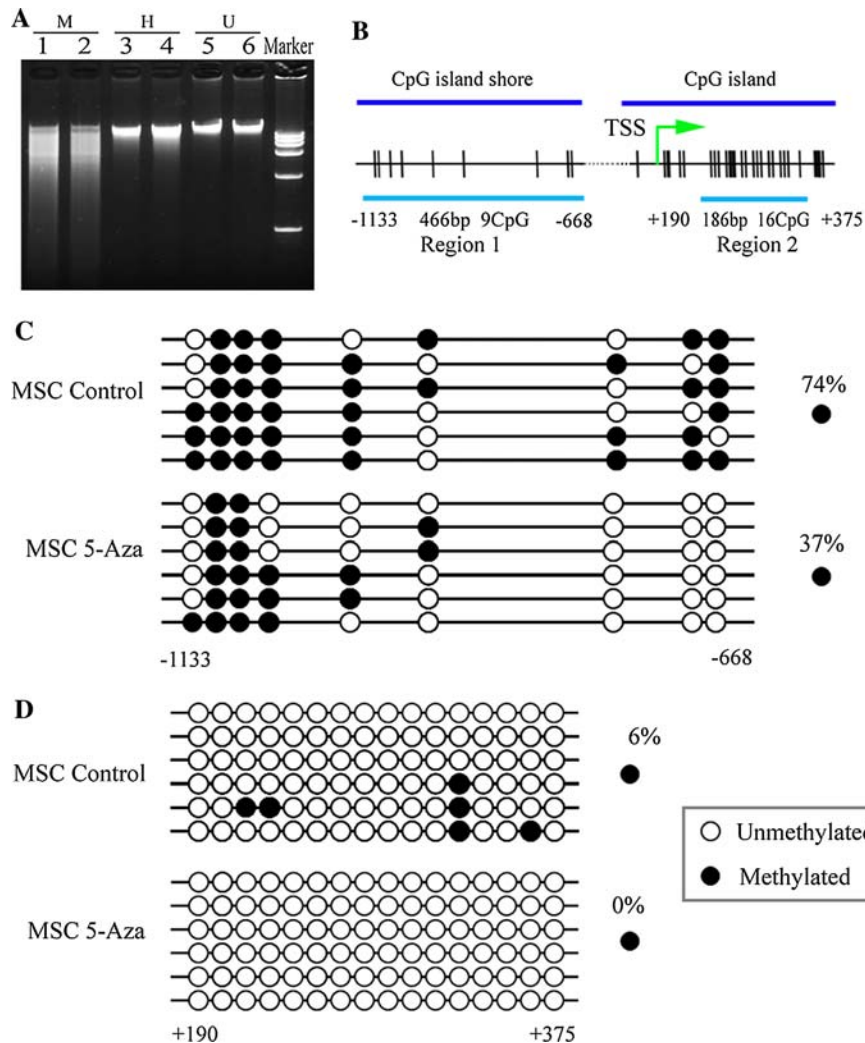 A
M H U
1 2 3 4 5 6 Marker
B
CpG island shore CpG island
TSS
-1133 466bp 9CpG -668 +190 186bp 16CpG +375
Region 1 Region 2
C
MSC Control
74%
MSC 5-Aza
37%
-1133 -668
D
MSC Control
6%
Unmethylated
Methylated
MSC 5-Aza
0%
+190 +375